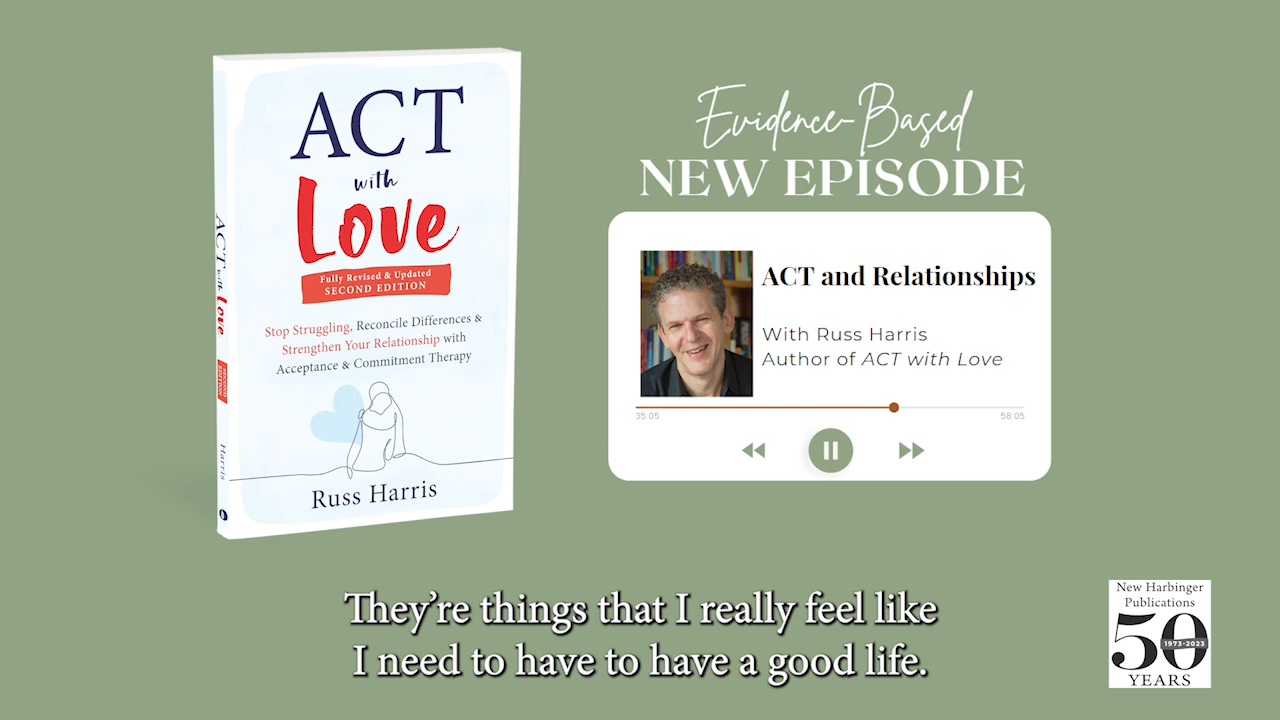 ACT
with
Love
Fully Revised & Updated
SECOND EDITION
Stop Struggling, Reconcile Differences &
Strengthen Your Relationship with
Acceptance & Commitment Therapy
Russ Harris
ACT with Love
SECOND EDITION
Harris
Evidence-Based
NEW EPISODE
ACT and Relationships
With Russ Harris
Author of ACT with Love
35:05
58:05
They're things that I really feel like
I need to have to have a good life.
New Harbinger
Publications
50
1973-2023
YEARS